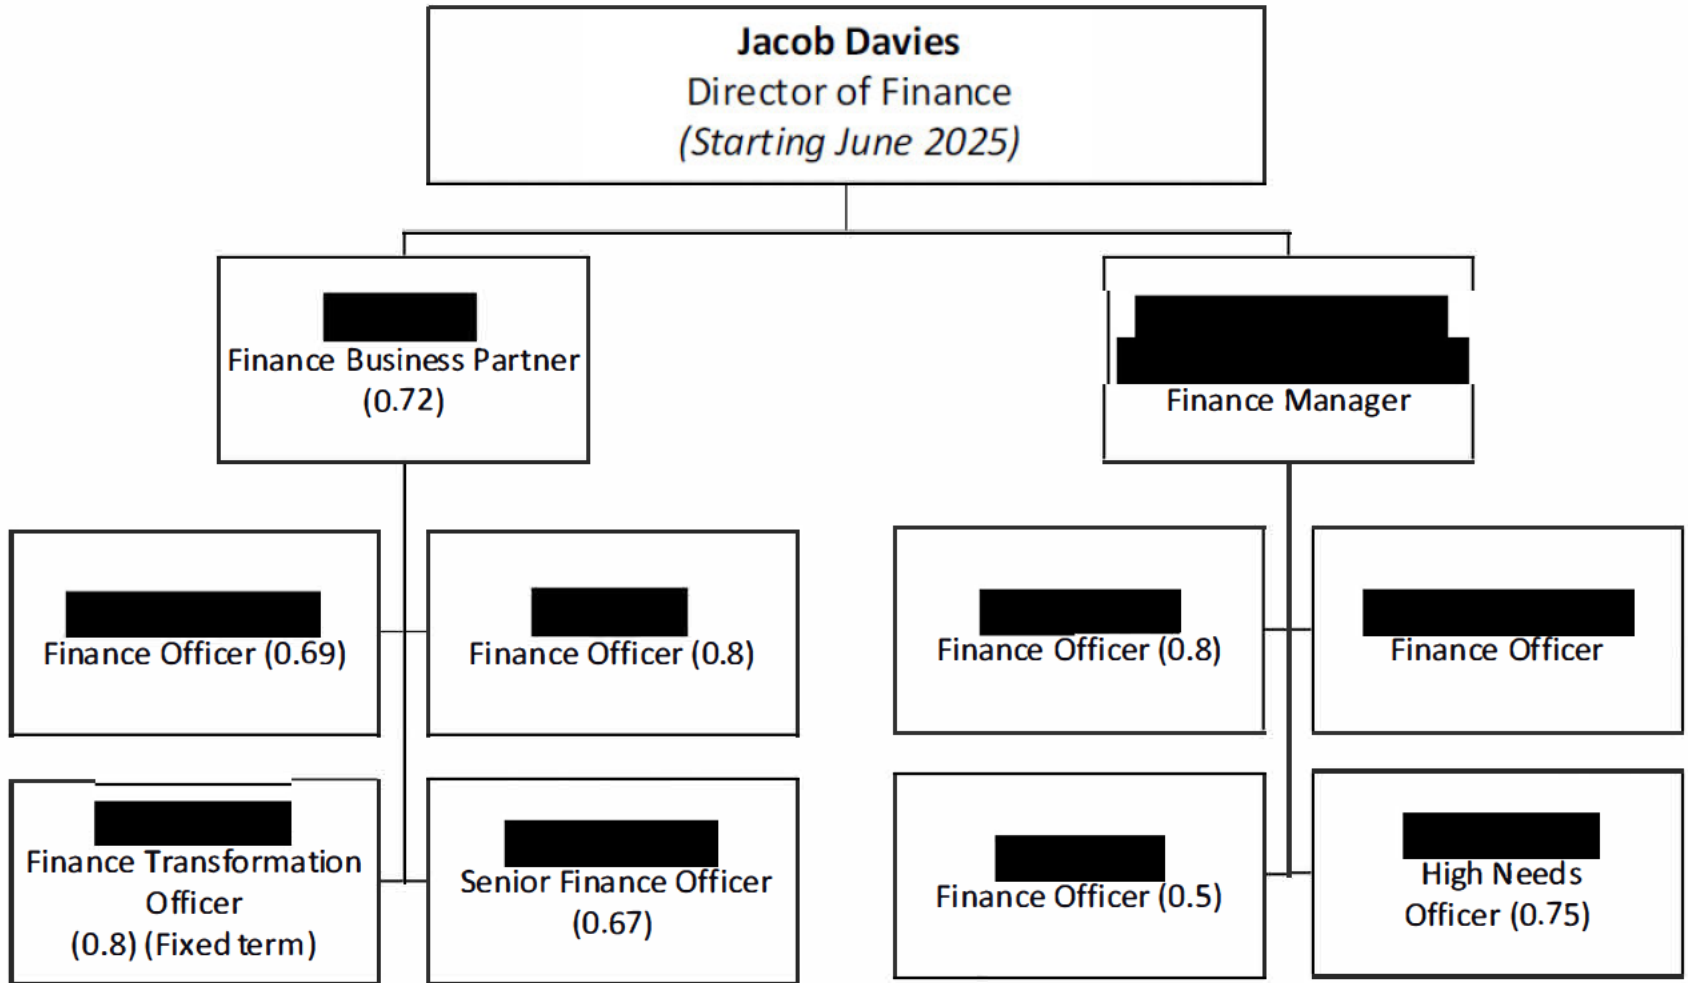 Jacob Davies
Director of Finance
(Starting June 2025)
Finance Business Partner
(0.72)
Finance Manager
Finance Officer (0.69)
Finance Officer (0.8)
Finance Officer (0.8)
Finance Officer
Finance Transformation
Officer
(0.8) (Fixed term)
Senior Finance Officer
(0.67)
Finance Officer (0.5)
High Needs
Officer (0.75)